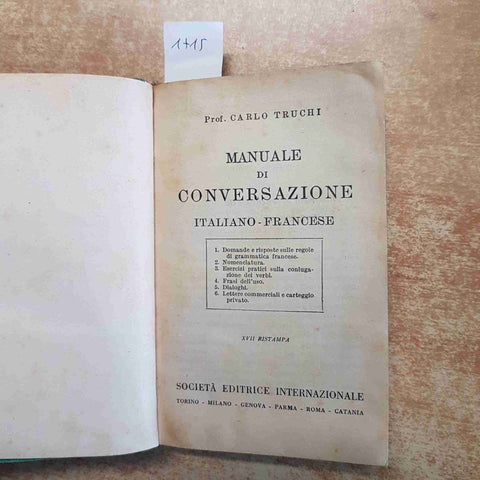 1+15
Prof. CARLO TRUCHI
MANUALE
DI
CONVERSAZIONE
ITALIANO - FRANCESE
1. Domande e risposte sulle regole
di grammatica francese.
2. Nomenclatura.
3. Esercizi pratici sulla coniuga-
zione dei verbi.
4. Frasi dell'uso.
5. Dialoghi.
6. Lettere commerciali e carteggio
privato.
XVII RISTAMPA
SOCIETÀ EDITRICE INTERNAZIONALE
TORINO - MILANO - GENOVA - PARMA - ROMA - CATANIA